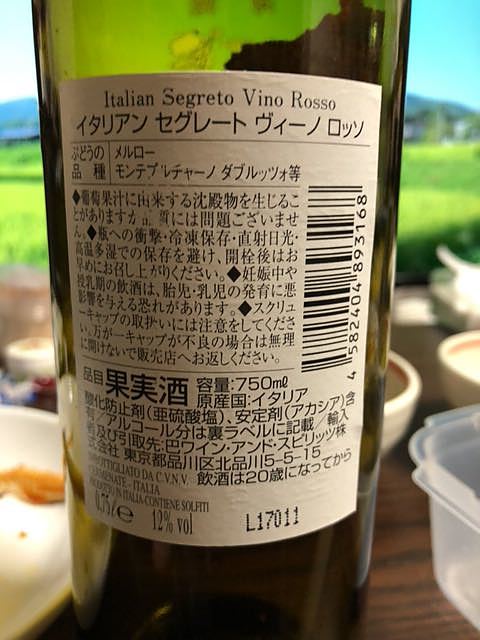 Italian Segreto Vino Rosso
イタリアン セグレート ヴィーノ ロッソ
ぶどうの品種 メルロー
モンテプルチャーノ ダブルッツォ等
◆葡萄果汁に由来する沈殿物を生じるこ
とがありますが品質には問題ございませ
ん。◆瓶への衝撃・冷凍保存・直射日光・
高温多湿での保存を避け、開栓後はお
早めにお召し上がりください。◆妊娠中や
授乳期の飲酒は、胎児・乳児の発育に悪
影響を与える恐れがあります。◆スクリュ
ーキャップの取扱いには注意をしてくださ
い。万が一キャップが不良の場合は無理
に開けないで販売店へお返しください。
4 582404 893168
品目 果実酒 容量:750mℓ
原産国:イタリア
酸化防止剤(亜硫酸塩)、安定剤(アカシア)含
有/アルコール分は裏ラベルに記載/輸入
者及び引取先:巴ワイン・アンド・スピリッツ株
式会社 東京都品川区北品川5-5-15
IMBOTTIGLIATO DA C.V.N.V. 飲酒は20歳になってから
CERMENATE - ITALIA
PRODOTTO IN ITALIA-CONTIENE SOLFITI
0,75ℓ e 12% vol L17011